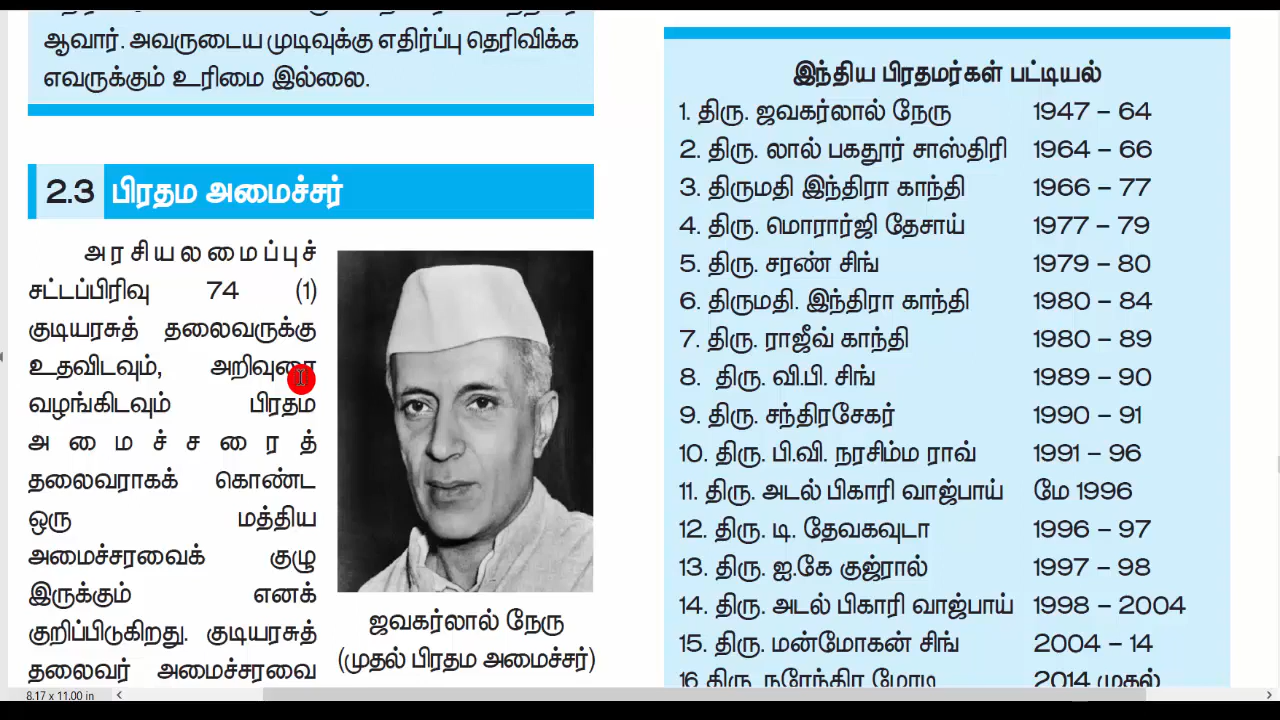 ஆவார். அவருடைய முடிவுக்கு எதிர்ப்பு தெரிவிக்க
எவருக்கும் உரிமை இல்லை.
2.3 பிரதம அமைச்சர்
அரசியலமைப்புச்
சட்டப்பிரிவு 74 (1)
குடியரசுத் தலைவருக்கு
உதவிடவும், அறிவுரை
வழங்கிடவும் பிரதம
அமைச்சரைத்
தலைவராகக் கொண்ட
ஒரு மத்திய
அமைச்சரவைக் குழு
இருக்கும் எனக்
குறிப்பிடுகிறது. குடியரசுத்
தலைவர் அமைச்சரவை
ஜவகர்லால் நேரு
(முதல் பிரதம அமைச்சர்)
இந்திய பிரதமர்கள் பட்டியல்
1. திரு. ஜவகர்லால் நேரு 1947 – 64
2. திரு. லால் பகதூர் சாஸ்திரி 1964 – 66
3. திருமதி இந்திரா காந்தி 1966 – 77
4. திரு. மொரார்ஜி தேசாய் 1977 – 79
5. திரு. சரண் சிங் 1979 – 80
6. திருமதி. இந்திரா காந்தி 1980 – 84
7. திரு. ராஜீவ் காந்தி 1980 – 89
8. திரு. வி.பி. சிங் 1989 – 90
9. திரு. சந்திரசேகர் 1990 – 91
10. திரு. பி.வி. நரசிம்ம ராவ் 1991 – 96
11. திரு. அடல் பிகாரி வாஜ்பாய் மே 1996
12. திரு. டி. தேவகவுடா 1996 – 97
13. திரு. ஐ.கே குஜ்ரால் 1997 – 98
14. திரு. அடல் பிகாரி வாஜ்பாய் 1998 – 2004
15. திரு. மன்மோகன் சிங் 2004 – 14
16 திரு. நரேந்திர மோடி 2014 முதல்
8.17 x 11.00 in